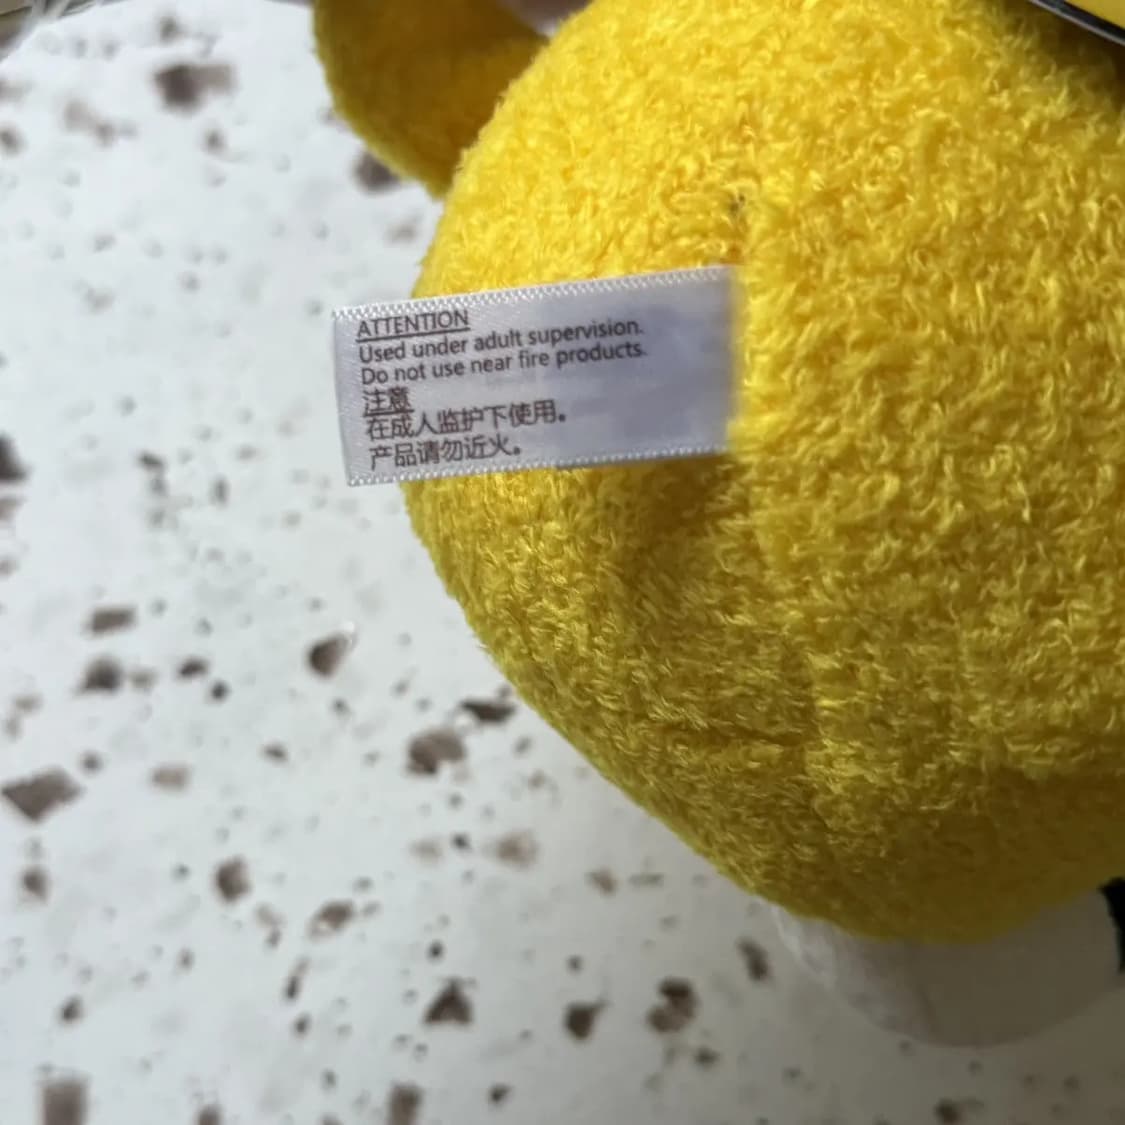 ATTENTION
Used under adult supervision.
Do not use near fire products.
注意
在成人监护下使用。
产品请勿近火。